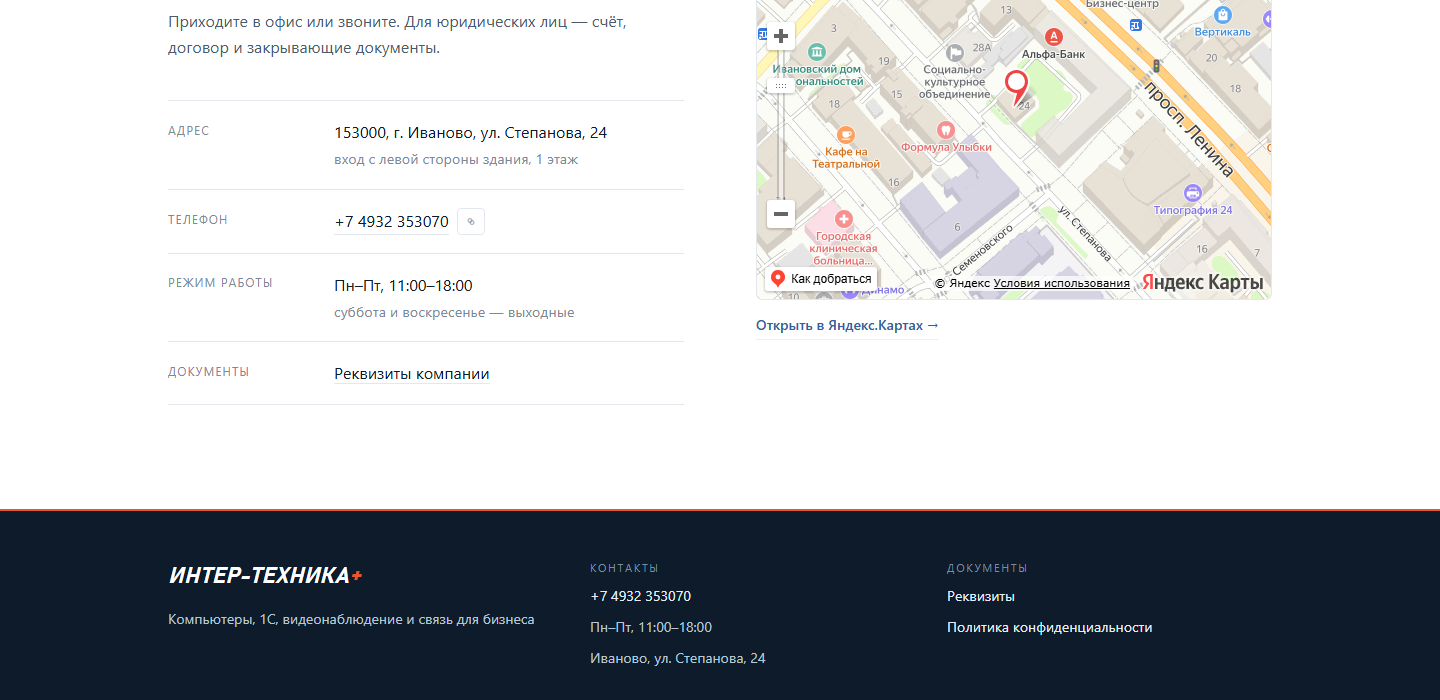 Приходите в офис или звоните. Для юридических лиц — счёт,
договор и закрывающие документы.
АДРЕС
153000, г. Иваново, ул. Степанова, 24
вход с левой стороны здания, 1 этаж
ТЕЛЕФОН
+7 4932 353070
РЕЖИМ РАБОТЫ
Пн–Пт, 11:00–18:00
суббота и воскресенье — выходные
ДОКУМЕНТЫ
Реквизиты компании
Бизнес-центр
13
Вертикаль
3
28А
Альфа-Банк
Ивановский дом
19
Социально-
культурное
объединение
20
18
15
18
24
просп. Ленина
Кафе на
Театральной
Формула Улыбки
16
Типография 24
6
ул. Степанова
Семеновского
16
7
Городская
клиническая
больница...
10
Как добраться
© Яндекс Условия использования
Яндекс Карты
Открыть в Яндекс.Картах →
ИНТЕР-ТЕХНИКА+
Компьютеры, 1С, видеонаблюдение и связь для бизнеса
КОНТАКТЫ
+7 4932 353070
Пн–Пт, 11:00–18:00
Иваново, ул. Степанова, 24
ДОКУМЕНТЫ
Реквизиты
Политика конфиденциальности